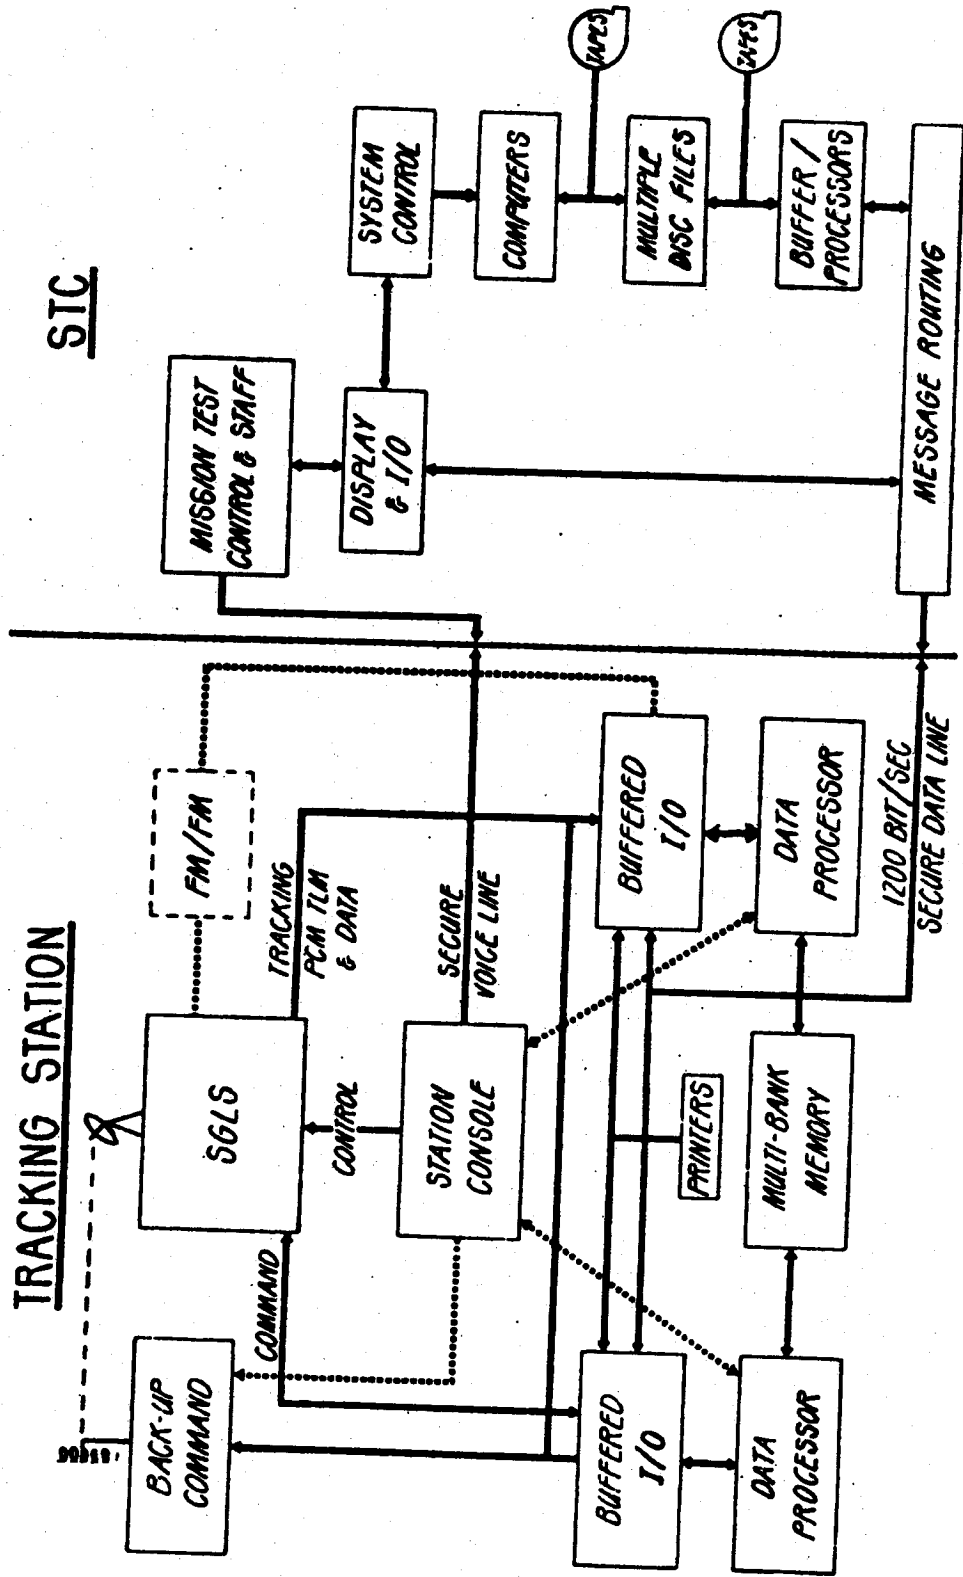 TRACKING STATION
STC
BACK-UP
COMMAND
SGLS
FM/FM
MISSION TEST
CONTROL & STAFF
COMMAND
CONTROL
TRACKING
PCM TLM
& DATA
DISPLAY
& I/O
SYSTEM
CONTROL
STATION
CONSOLE
SECURE
VOICE LINE
COMPUTERS
TAPES
BUFFERED
I/O
PRINTERS
BUFFERED
I/O
MULTIPLE
DISC FILES
TAPES
DATA
PROCESSOR
MULTI-BANK
MEMORY
DATA
PROCESSOR
BUFFER /
PROCESSORS
1200 BIT/SEC
SECURE DATA LINE
MESSAGE ROUTING